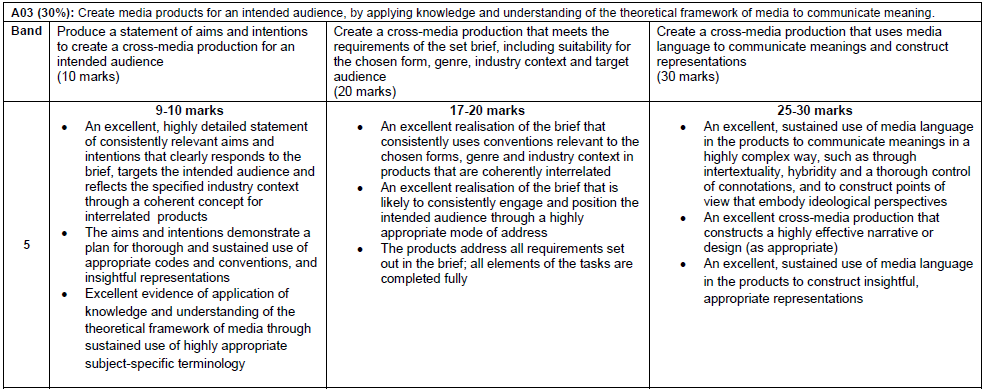 A03 (30%): Create media products for an intended audience, by applying knowledge and understanding of the theoretical framework of media to communicate meaning.
Band
Produce a statement of aims and intentions
to create a cross-media production for an
intended audience
(10 marks)
Create a cross-media production that meets the
requirements of the set brief, including suitability for
the chosen form, genre, industry context and target
audience
(20 marks)
Create a cross-media production that uses media
language to communicate meanings and construct
representations
(30 marks)
5
9-10 marks
• An excellent, highly detailed statement
of consistently relevant aims and
intentions that clearly responds to the
brief, targets the intended audience and
reflects the specified industry context
through a coherent concept for
interrelated products
• The aims and intentions demonstrate a
plan for thorough and sustained use of
appropriate codes and conventions, and
insightful representations
• Excellent evidence of application of
knowledge and understanding of the
theoretical framework of media through
sustained use of highly appropriate
subject-specific terminology
17-20 marks
• An excellent realisation of the brief that
consistently uses conventions relevant to the
chosen forms, genre and industry context in
products that are coherently interrelated
• An excellent realisation of the brief that is
likely to consistently engage and position the
intended audience through a highly
appropriate mode of address
• The products address all requirements set
out in the brief; all elements of the tasks are
completed fully
25-30 marks
• An excellent, sustained use of media language
in the products to communicate meanings in a
highly complex way, such as through
intertextuality, hybridity and a thorough control
of connotations, and to construct points of
view that embody ideological perspectives
• An excellent cross-media production that
constructs a highly effective narrative or
design (as appropriate)
• An excellent, sustained use of media language
in the products to construct insightful,
appropriate representations